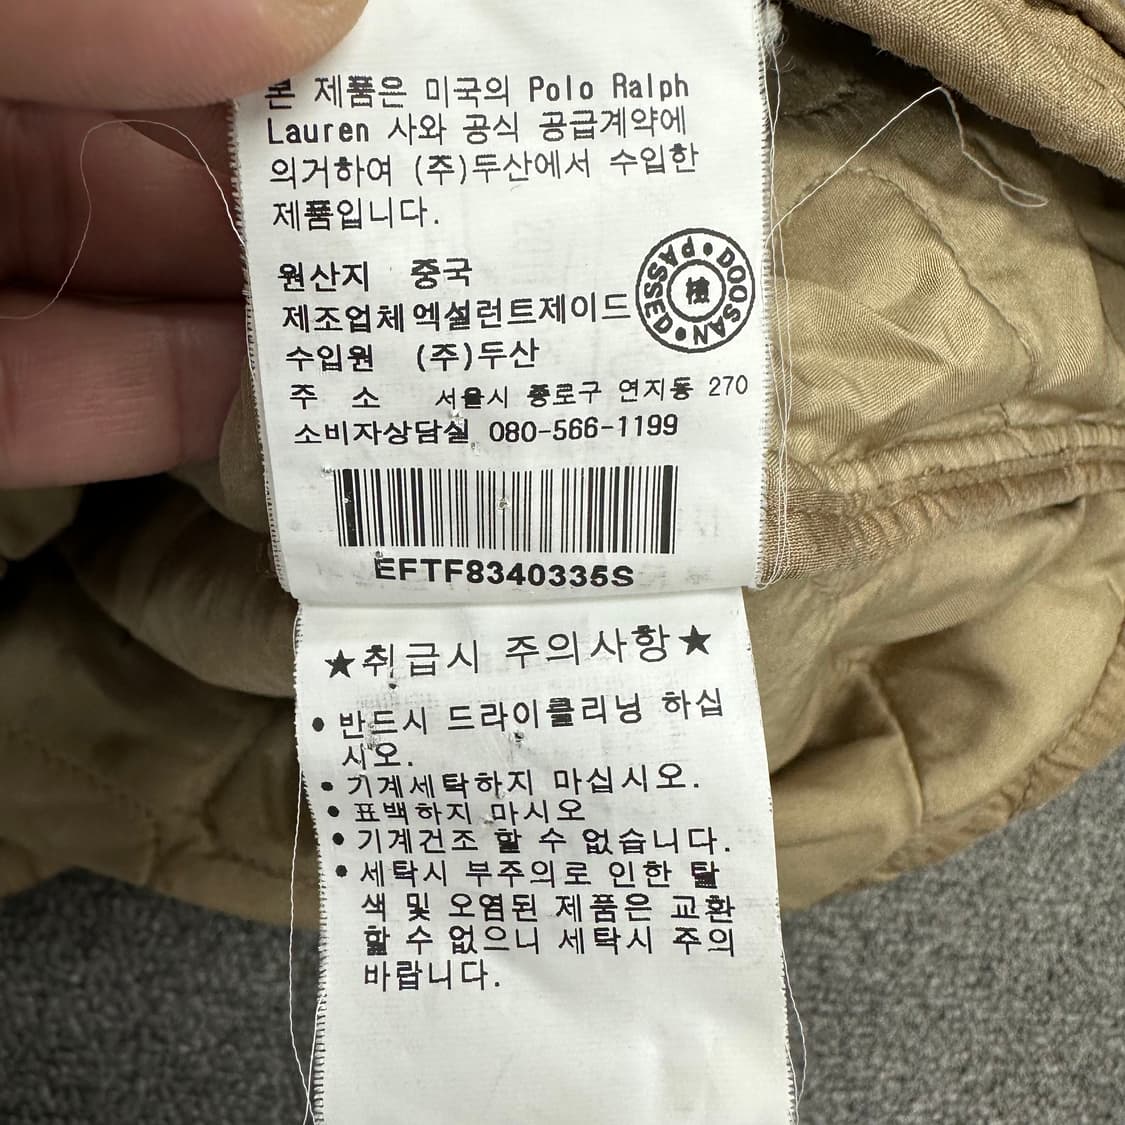 본 제품은 미국의 Polo Ralph
Lauren 사와 공식 공급계약에
의거하여 (주)두산에서 수입한
제품입니다.
원산지 중국
제조업체 엑설런트제이드
수입원 (주)두산
주 소 서울시 종로구 연지동 270
소비자상담실 080-566-1199
PASSED • DOOSAN •
檢
EFTF8340335S
★취급시 주의사항★
• 반드시 드라이클리닝 하십
시오.
• 기계세탁하지 마십시오.
• 표백하지 마시오
• 기계건조 할 수 없습니다.
• 세탁시 부주의로 인한 탈
색 및 오염된 제품은 교환
할 수 없으니 세탁시 주의
바랍니다.